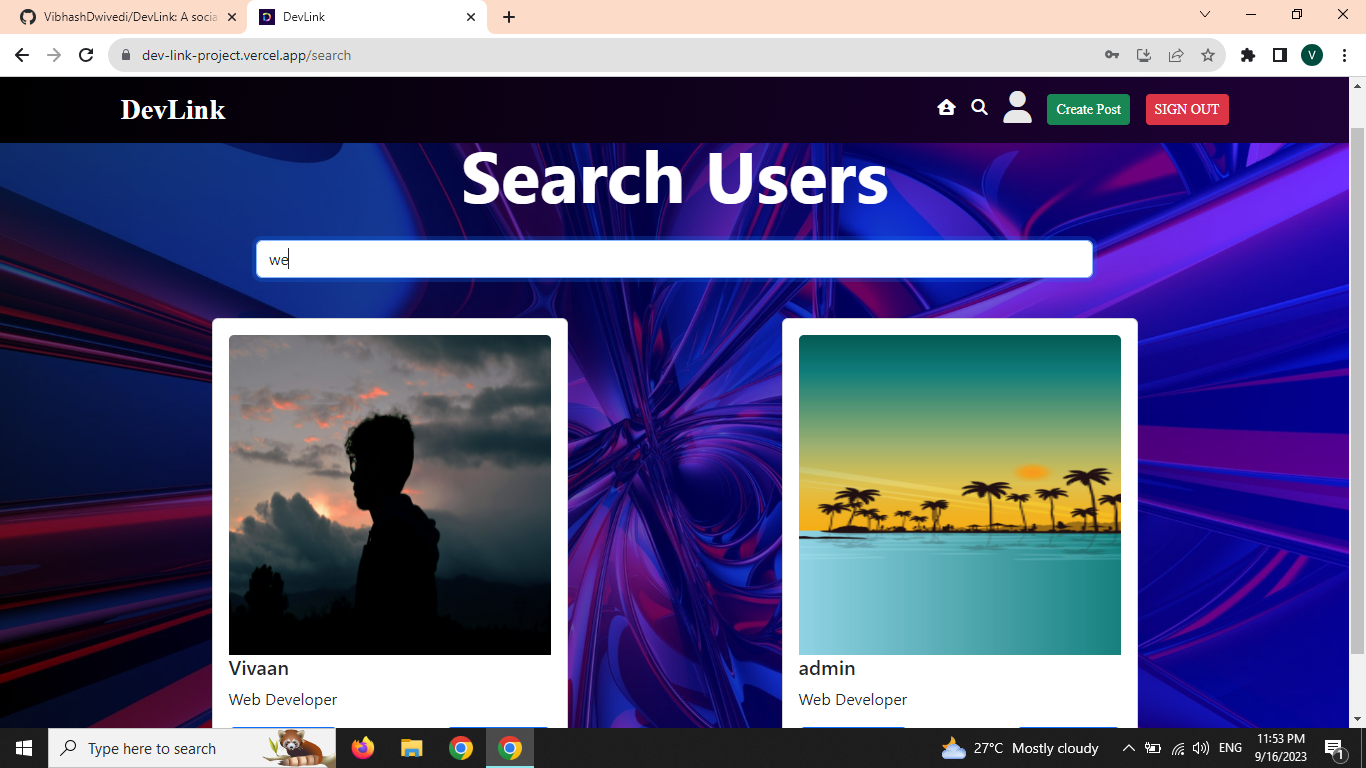 VibhashDwivedi/DevLink: A socia
DevLink
dev-link-project.vercel.app/search
V
DevLink
Create Post
SIGN OUT
Search Users
we
Vivaan
Web Developer
admin
Web Developer
Type here to search
27°C Mostly cloudy
ENG
11:53 PM
9/16/2023
1